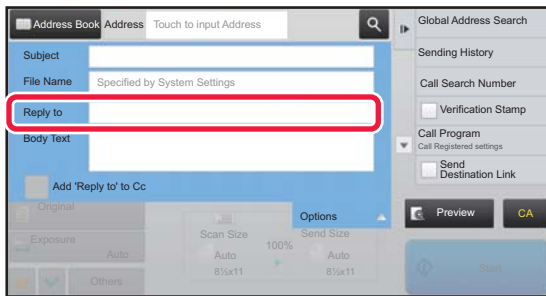 Address Book Address Touch to input Address
Subject
File Name Specified by System Settings
Reply to
Body Text
Add 'Reply to' to Cc
Options
Original
Exposure
Auto
Others
Scan Size
Auto
8½x11
100%
Send Size
Auto
8½x11
Global Address Search
Sending History
Call Search Number
Verification Stamp
Call Program
Call Registered settings
Send
Destination Link
Preview
CA
Start